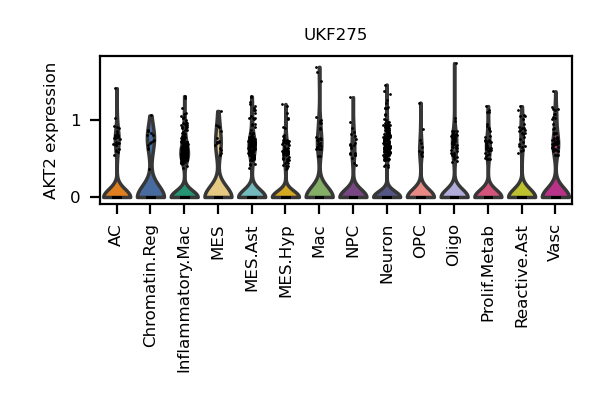 UKF275
AKT2 expression
1
0
AC
Chromatin.Reg
Inflammatory.Mac
MES
MES.Ast
MES.Hyp
Mac
NPC
Neuron
OPC
Oligo
Prolif.Metab
Reactive.Ast
Vasc